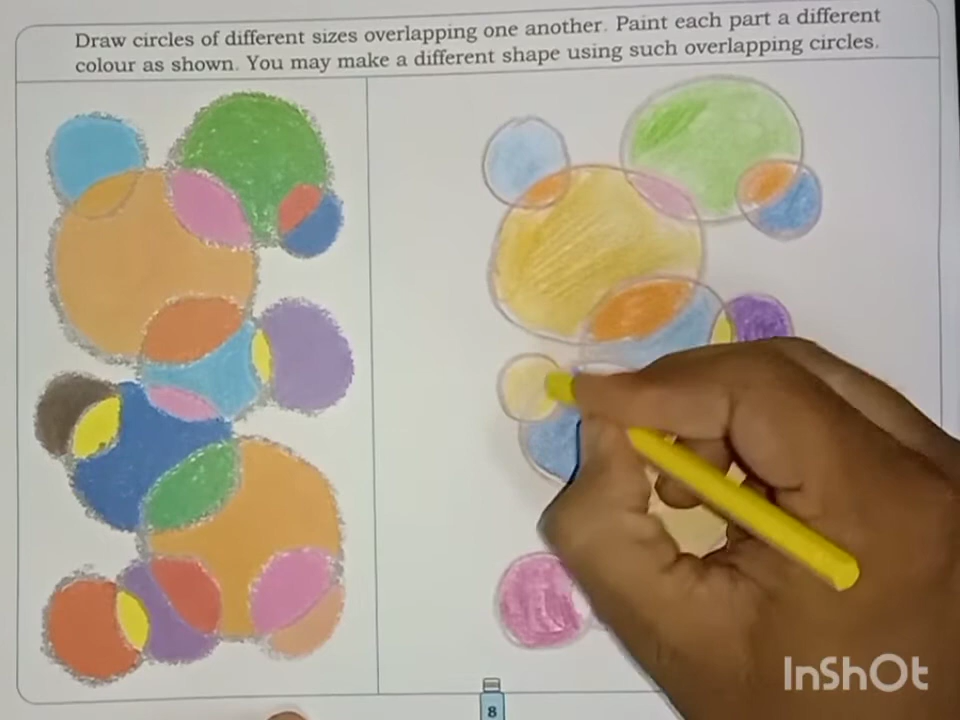 Draw circles of different sizes overlapping one another. Paint each part a different
colour as shown. You may make a different shape using such overlapping circles.
8
InShOt